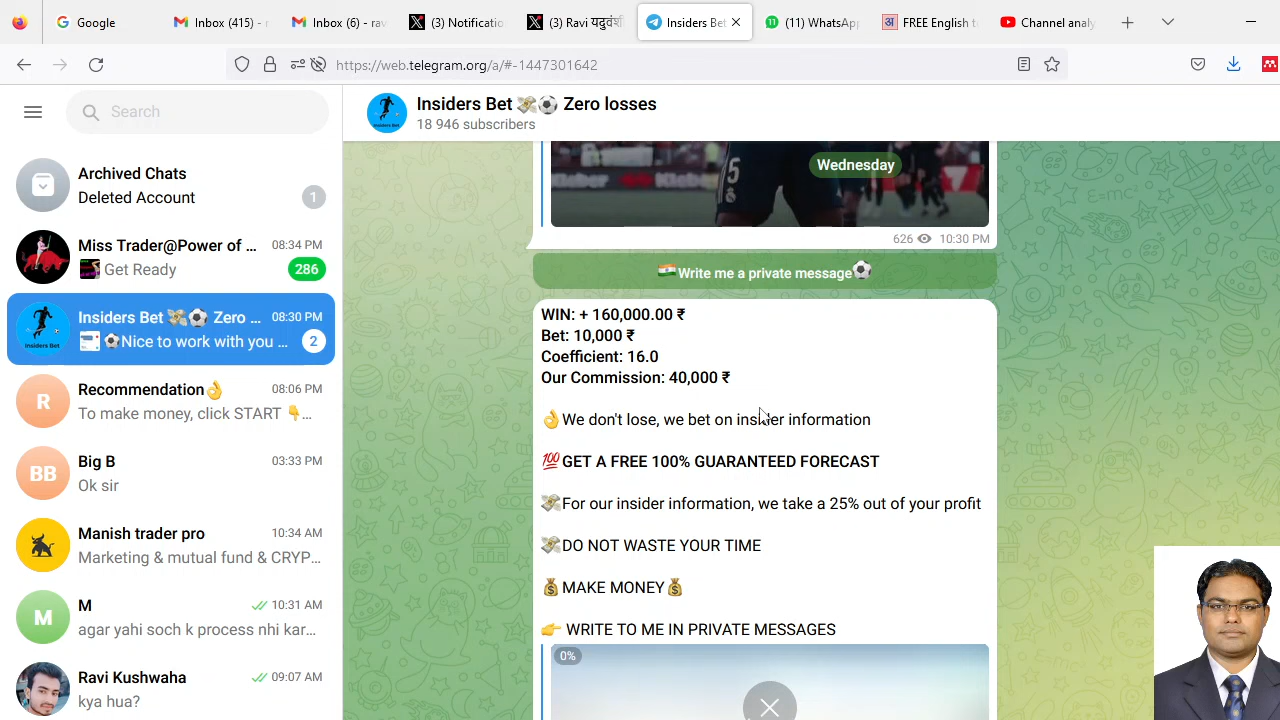 Google
Inbox (415) - r
Inbox (6) - rav
(3) Notificatio
(3) Ravi यदुवंशी
Insiders Bet
(11) WhatsApp
अ FREE English t
Channel analy
https://web.telegram.org/a/#-1447301642
Search
Insiders Bet 💸⚽ Zero losses
18 946 subscribers
Archived Chats
Deleted Account
1
Miss Trader@Power of ...
08:34 PM
Get Ready
286
Insiders Bet 💸⚽ Zero ...
08:30 PM
⚽Nice to work with you ...
2
Insiders Bet
R
Recommendation👌
08:06 PM
To make money, click START 👇...
BB
Big B
03:33 PM
Ok sir
Manish trader pro
10:34 AM
Marketing & mutual fund & CRYP...
M
M
10:31 AM
agar yahi soch k process nhi kar...
Ravi Kushwaha
09:07 AM
kya hua?
Wednesday
5
626
10:30 PM
🇮🇳Write me a private message⚽
WIN: + 160,000.00 ₹
Bet: 10,000 ₹
Coefficient: 16.0
Our Commission: 40,000 ₹
👌We don't lose, we bet on insider information
💯GET A FREE 100% GUARANTEED FORECAST
💸For our insider information, we take a 25% out of your profit
💸DO NOT WASTE YOUR TIME
💰MAKE MONEY💰
👉 WRITE TO ME IN PRIVATE MESSAGES
0%